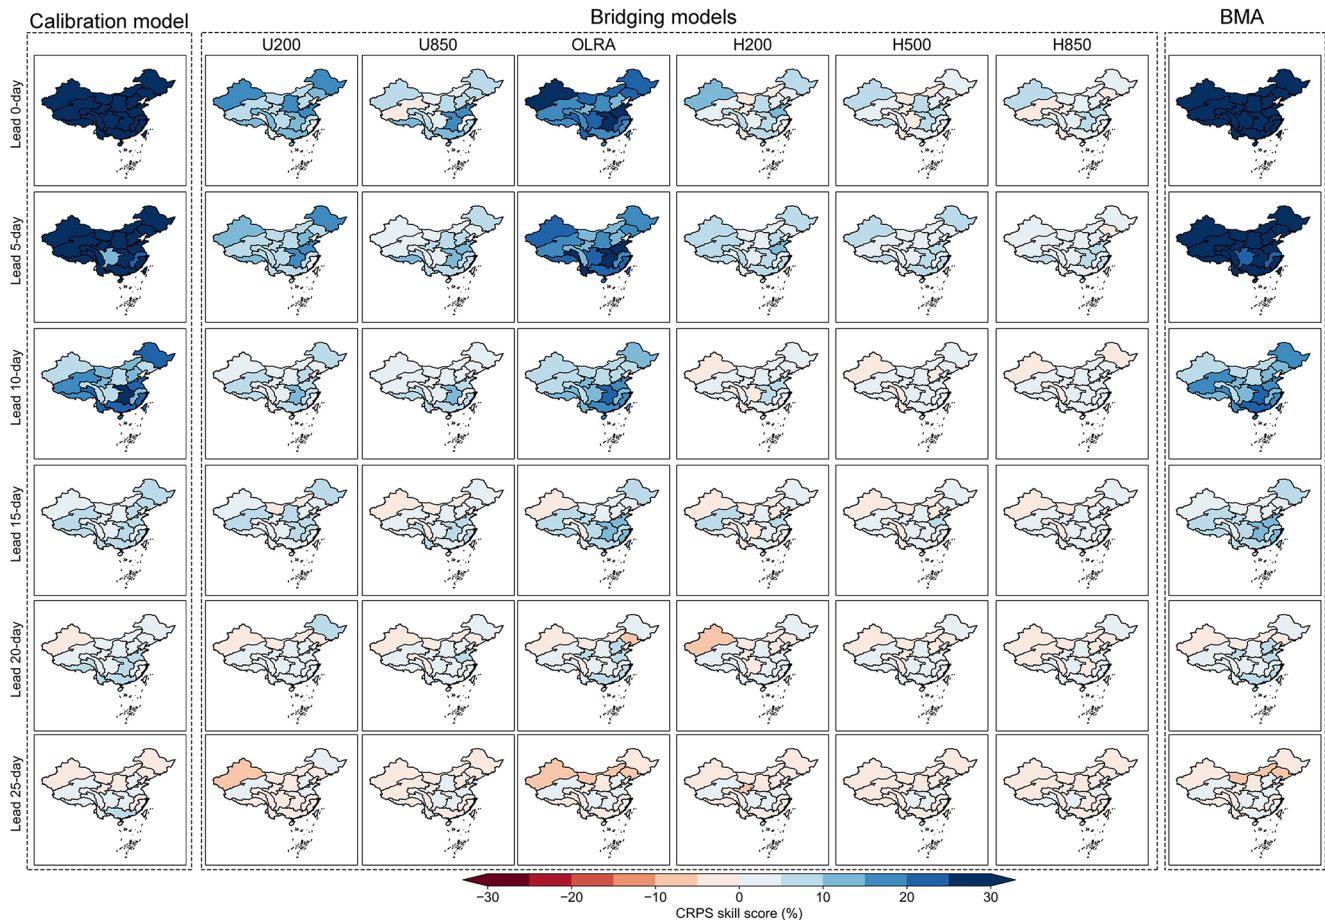 Calibration model
Bridging models
BMA
U200
U850
OLRA
H200
H500
H850
Lead 0-day
Lead 5-day
Lead 10-day
Lead 15-day
Lead 20-day
Lead 25-day
−30
−20
−10
0
10
20
30
CRPS skill score (%)